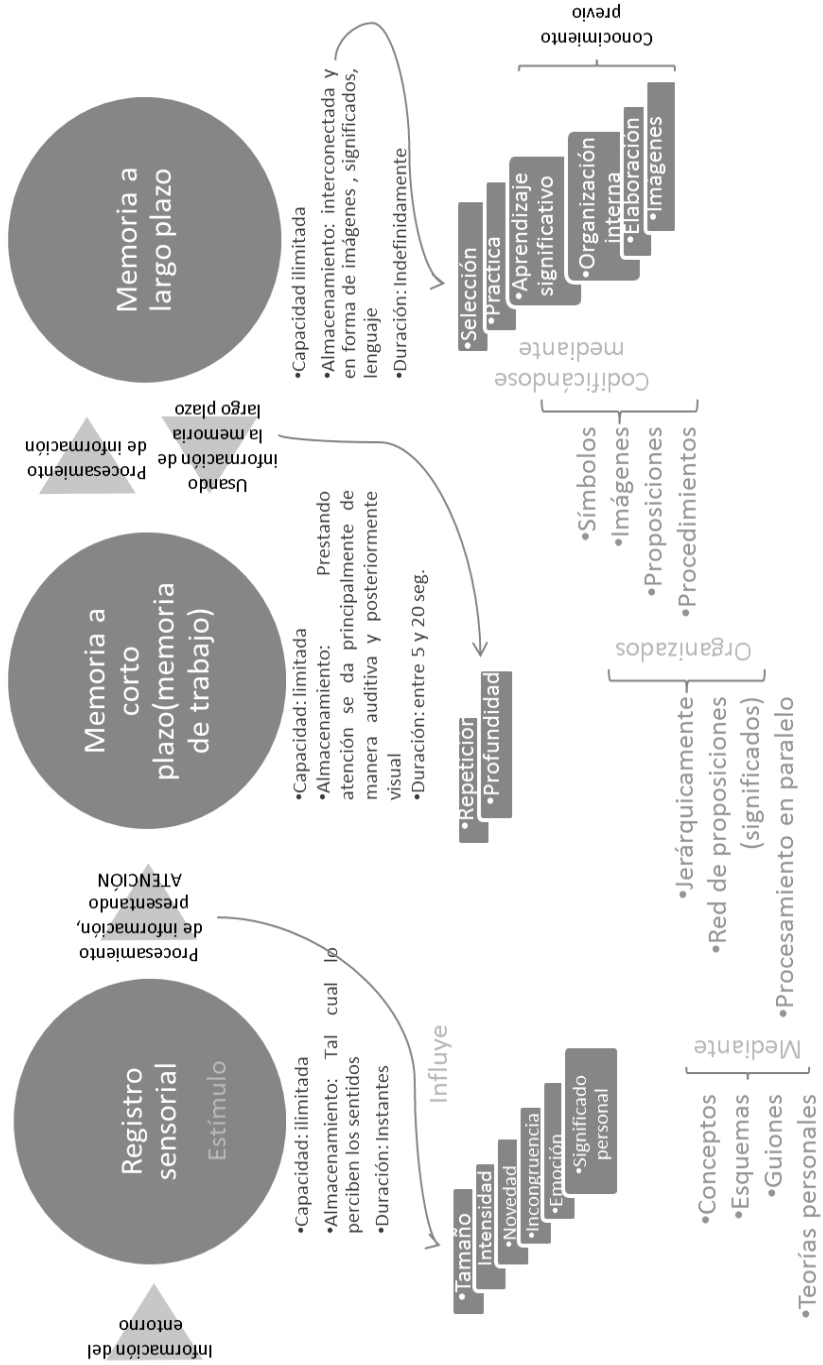 Información del
entorno
Registro
sensorial
Estímulo
•Capacidad: ilimitada
•Almacenamiento: Tal cual lo
perciben los sentidos
•Duración: Instantes
Procesamiento
de información,
presentando
ATENCIÓN
Influye
•Tamaño
Intensidad
•Novedad
•Incongruencia
•Emoción
•Significado
personal
Memoria a
corto
plazo(memoria
de trabajo)
•Capacidad: limitada
•Almacenamiento: Prestando
atención se da principalmente de
manera auditiva y posteriormente
visual
•Duración: entre 5 y 20 seg.
•Repetición
•Profundidad
Procesamiento
de información
Usando
información de
la memoria
largo plazo
Memoria a
largo plazo
•Capacidad ilimitada
•Almacenamiento: interconectada y
en forma de imágenes , significados,
lenguaje
•Duración: Indefinidamente
•Selección
•Práctica
•Aprendizaje
significativo
•Organización
interna
•Elaboración
•Imágenes
Conocimiento
previo
Codificándose
mediante
•Símbolos
•Imágenes
•Proposiciones
•Procedimientos
Organizados
•Jerárquicamente
•Red de proposiciones
(significados)
•Procesamiento en paralelo
Mediante
•Conceptos
•Esquemas
•Guiones
•Teorías personales